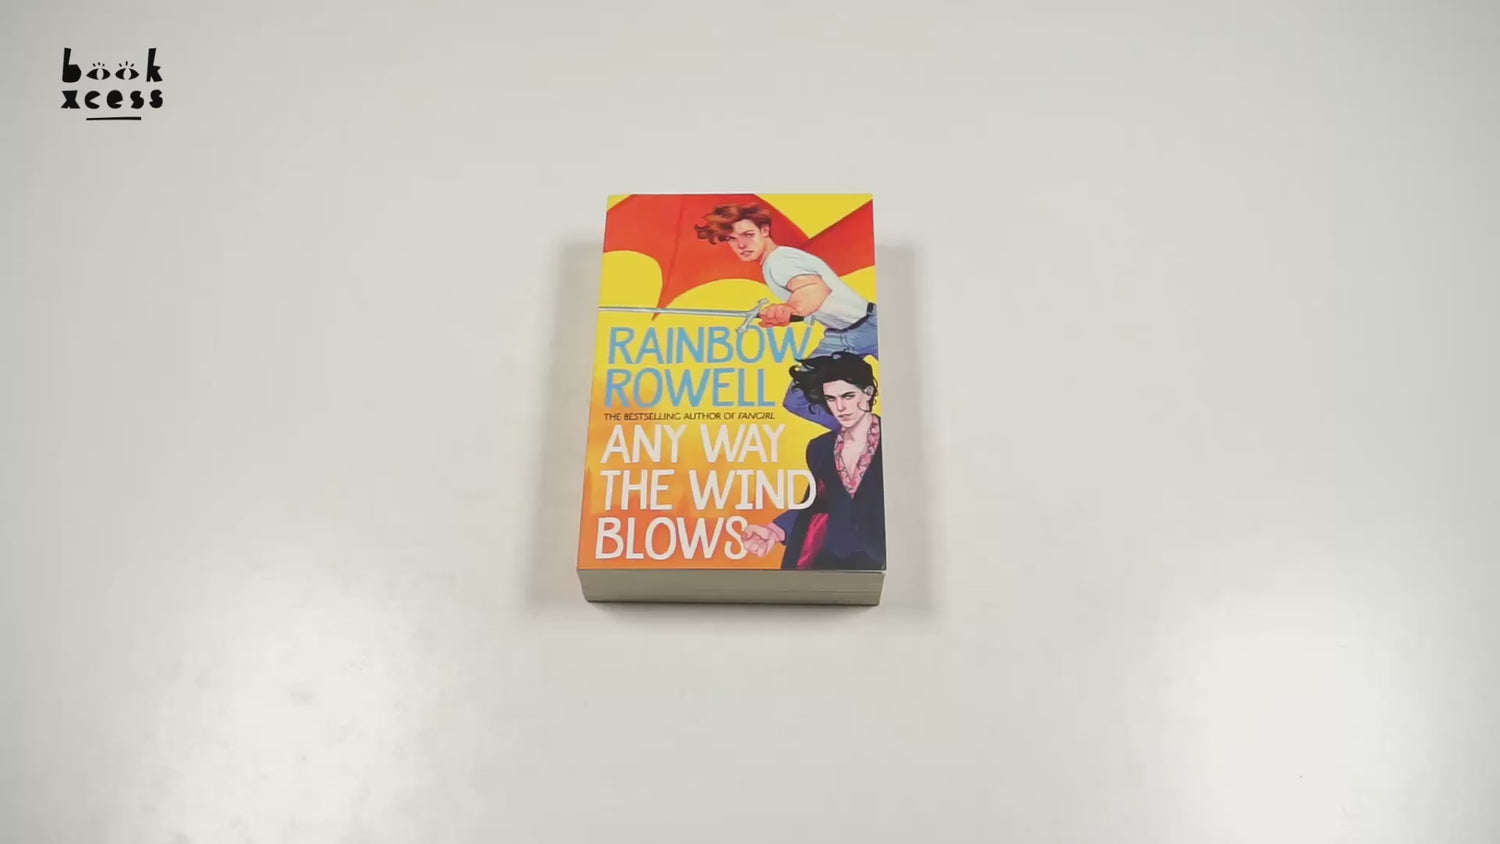 book
xcess
RAINBOW
ROWELL
THE BESTSELLING AUTHOR OF FANGIRL
ANY WAY
THE WIND
BLOWS